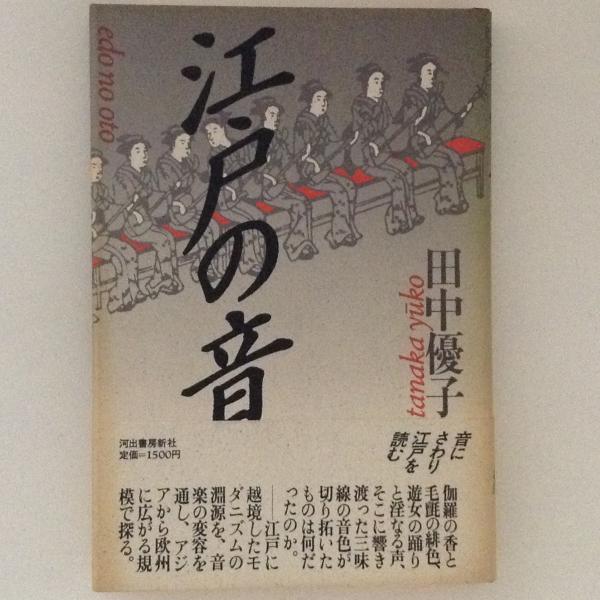 江戸の音
edo no oto
田中優子
tanaka yūko
音に
さわり
江戸を
読む
伽羅の香と
毛氈の緋色、
遊女の踊り
と淫なる声、
そこに響き
渡った三味
線の音色が
切り拓いた
ものは何だ
ったのか。
――江戸に
越境したモ
ダニズムの
淵源を、音
楽の変容を
通し、アジ
アから欧州
に広がる規
模で探る。
河出書房新社
定価=1500円